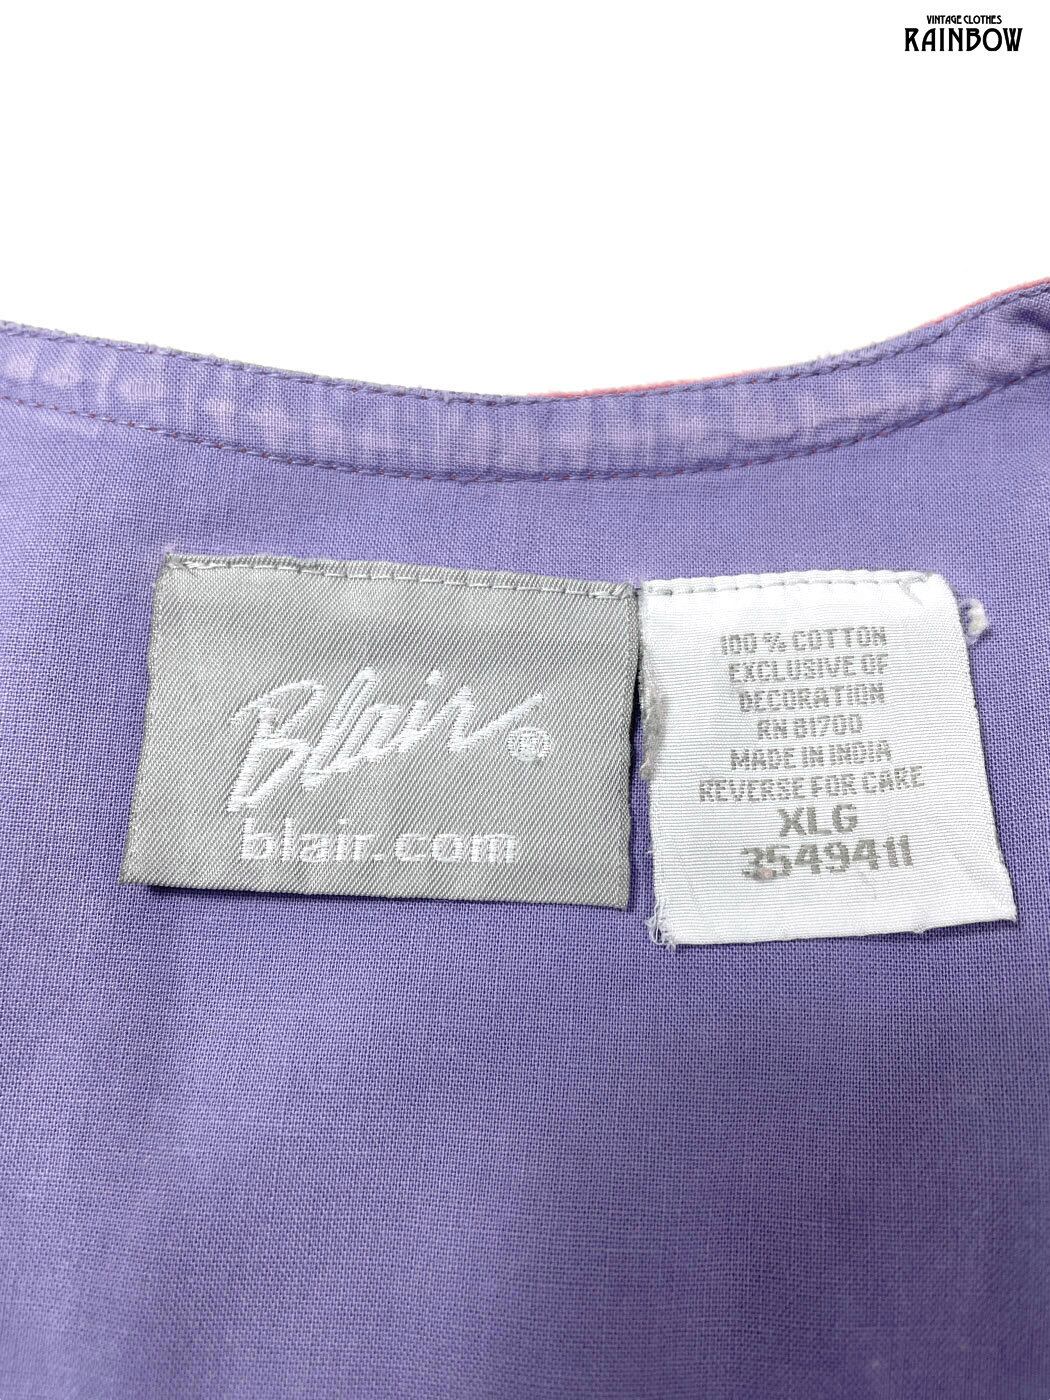 VINTAGE CLOTHES
RAINBOW
Blair®
blair.com
100 % COTTON
EXCLUSIVE OF
DECORATION
RN 81700
MADE IN INDIA
REVERSE FOR CARE
XLG
3549411